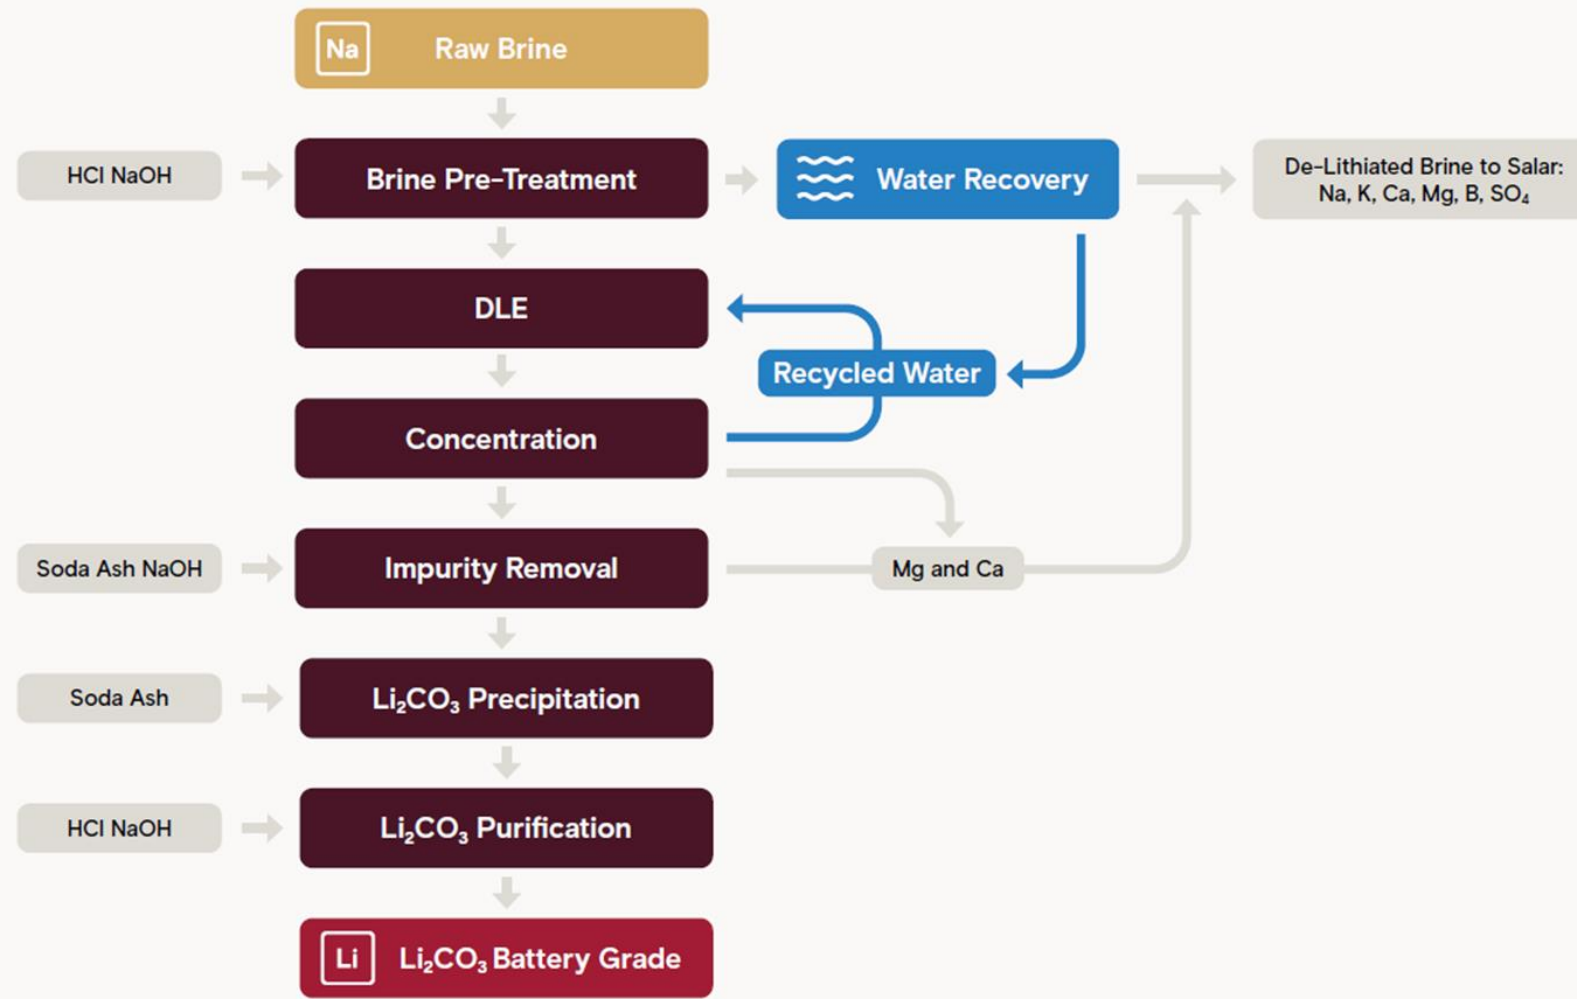 Na
Raw Brine
HCl NaOH
Brine Pre-Treatment
Water Recovery
De-Lithiated Brine to Salar:
Na, K, Ca, Mg, B, SO₄
DLE
Recycled Water
Concentration
Soda Ash NaOH
Impurity Removal
Mg and Ca
Soda Ash
Li₂CO₃ Precipitation
HCl NaOH
Li₂CO₃ Purification
Li
Li₂CO₃ Battery Grade